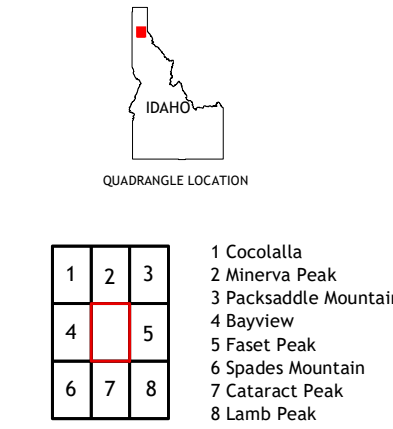 IDAHO
QUADRANGLE LOCATION
1 2 3
4 5
6 7 8
1 Cocolalla
2 Minerva Peak
3 Packsaddle Mountain
4 Bayview
5 Faset Peak
6 Spades Mountain
7 Cataract Peak
8 Lamb Peak